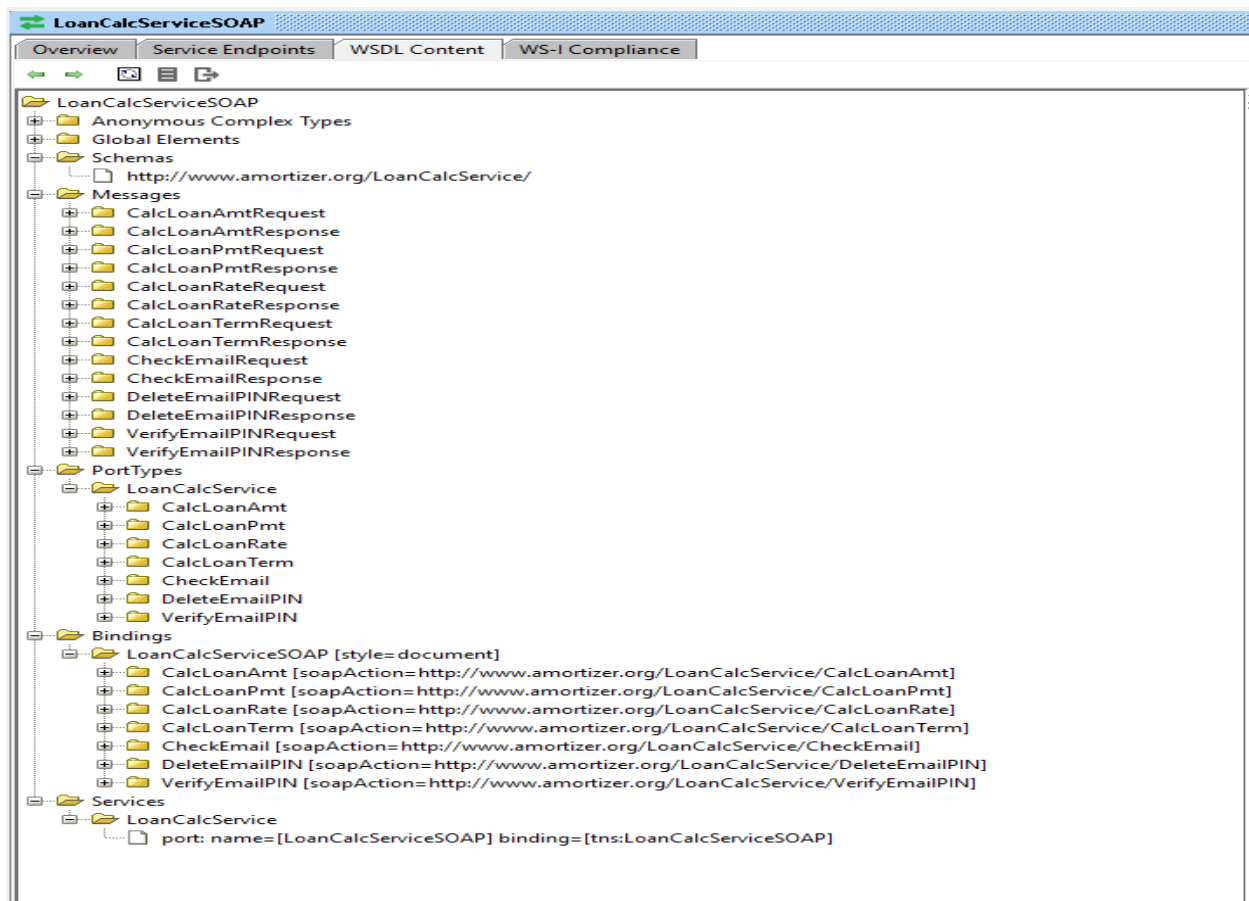 LoanCalcServiceSOAP
Overview Service Endpoints WSDL Content WS-I Compliance
LoanCalcServiceSOAP
Anonymous Complex Types
Global Elements
Schemas
http://www.amortizer.org/LoanCalcService/
Messages
CalcLoanAmtRequest
CalcLoanAmtResponse
CalcLoanPmtRequest
CalcLoanPmtResponse
CalcLoanRateRequest
CalcLoanRateResponse
CalcLoanTermRequest
CalcLoanTermResponse
CheckEmailRequest
CheckEmailResponse
DeleteEmailPINRequest
DeleteEmailPINResponse
VerifyEmailPINRequest
VerifyEmailPINResponse
PortTypes
LoanCalcService
CalcLoanAmt
CalcLoanPmt
CalcLoanRate
CalcLoanTerm
CheckEmail
DeleteEmailPIN
VerifyEmailPIN
Bindings
LoanCalcServiceSOAP [style=document]
CalcLoanAmt [soapAction=http://www.amortizer.org/LoanCalcService/CalcLoanAmt]
CalcLoanPmt [soapAction=http://www.amortizer.org/LoanCalcService/CalcLoanPmt]
CalcLoanRate [soapAction=http://www.amortizer.org/LoanCalcService/CalcLoanRate]
CalcLoanTerm [soapAction=http://www.amortizer.org/LoanCalcService/CalcLoanTerm]
CheckEmail [soapAction=http://www.amortizer.org/LoanCalcService/CheckEmail]
DeleteEmailPIN [soapAction=http://www.amortizer.org/LoanCalcService/DeleteEmailPIN]
VerifyEmailPIN [soapAction=http://www.amortizer.org/LoanCalcService/VerifyEmailPIN]
Services
LoanCalcService
port: name=[LoanCalcServiceSOAP] binding=[tns:LoanCalcServiceSOAP]